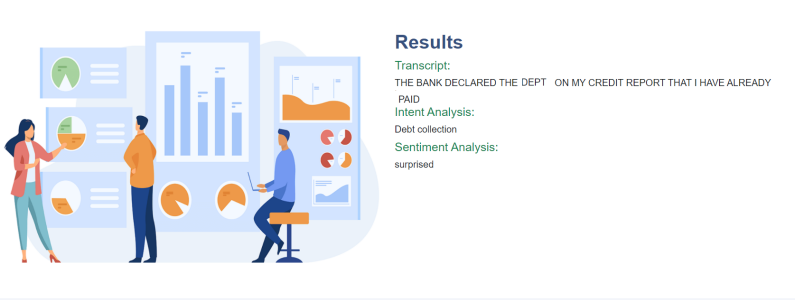 Results
Transcript:
THE BANK DECLARED THE DEPT ON MY CREDIT REPORT THAT I HAVE ALREADY
PAID
Intent Analysis:
Debt collection
Sentiment Analysis:
surprised